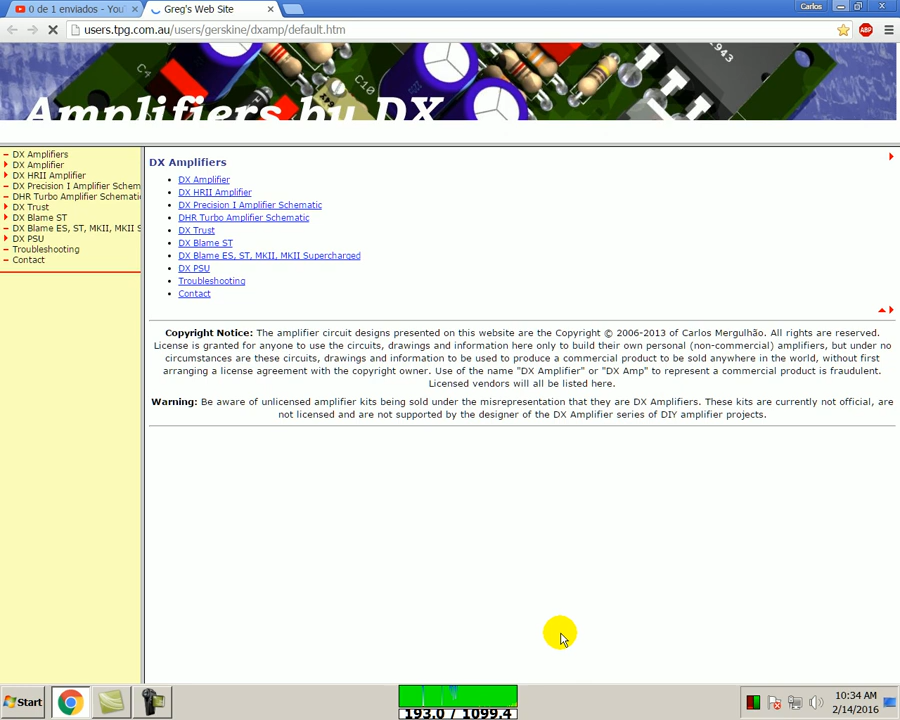 0 de 1 enviados - You
Greg's Web Site
Carlos
users.tpg.com.au/users/gerskine/dxamp/default.htm
ABP
C4
C10
1943
Amplifiers by DX
DX Amplifiers
DX Amplifier
DX HRII Amplifier
DX Precision I Amplifier Schem
DHR Turbo Amplifier Schemati
DX Trust
DX Blame ST
DX Blame ES, ST, MKII, MKII S
DX PSU
Troubleshooting
Contact
DX Amplifiers
DX Amplifier
DX HRII Amplifier
DX Precision I Amplifier Schematic
DHR Turbo Amplifier Schematic
DX Trust
DX Blame ST
DX Blame ES, ST, MKII, MKII Supercharged
DX PSU
Troubleshooting
Contact
Copyright Notice: The amplifier circuit designs presented on this website are the Copyright © 2006-2013 of Carlos Mergulhão. All rights are reserved.
License is granted for anyone to use the circuits, drawings and information here only to build their own personal (non-commercial) amplifiers, but under no
circumstances are these circuits, drawings and information to be used to produce a commercial product to be sold anywhere in the world, without first
arranging a license agreement with the copyright owner. Use of the name "DX Amplifier" or "DX Amp" to represent a commercial product is fraudulent.
Licensed vendors will all be listed here.
Warning: Be aware of unlicensed amplifier kits being sold under the misrepresentation that they are DX Amplifiers. These kits are currently not official, are
not licensed and are not supported by the designer of the DX Amplifier series of DIY amplifier projects.
Start
193.0 / 1099.4
10:34 AM
2/14/2016